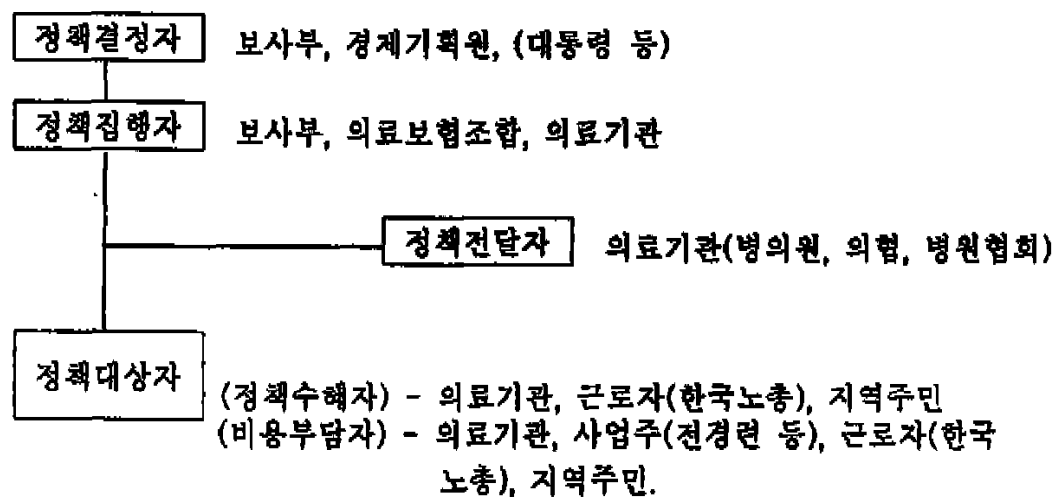 정책결정자 보사부, 경제기획원, (대통령 등)
정책집행자 보사부, 의료보험조합, 의료기관
정책전달자 의료기관(병의원, 의협, 병원협회)
정책대상자
(정책수혜자) - 의료기관, 근로자(한국노총), 지역주민
(비용부담자) - 의료기관, 사업주(전경련 등), 근로자(한국
노총), 지역주민.